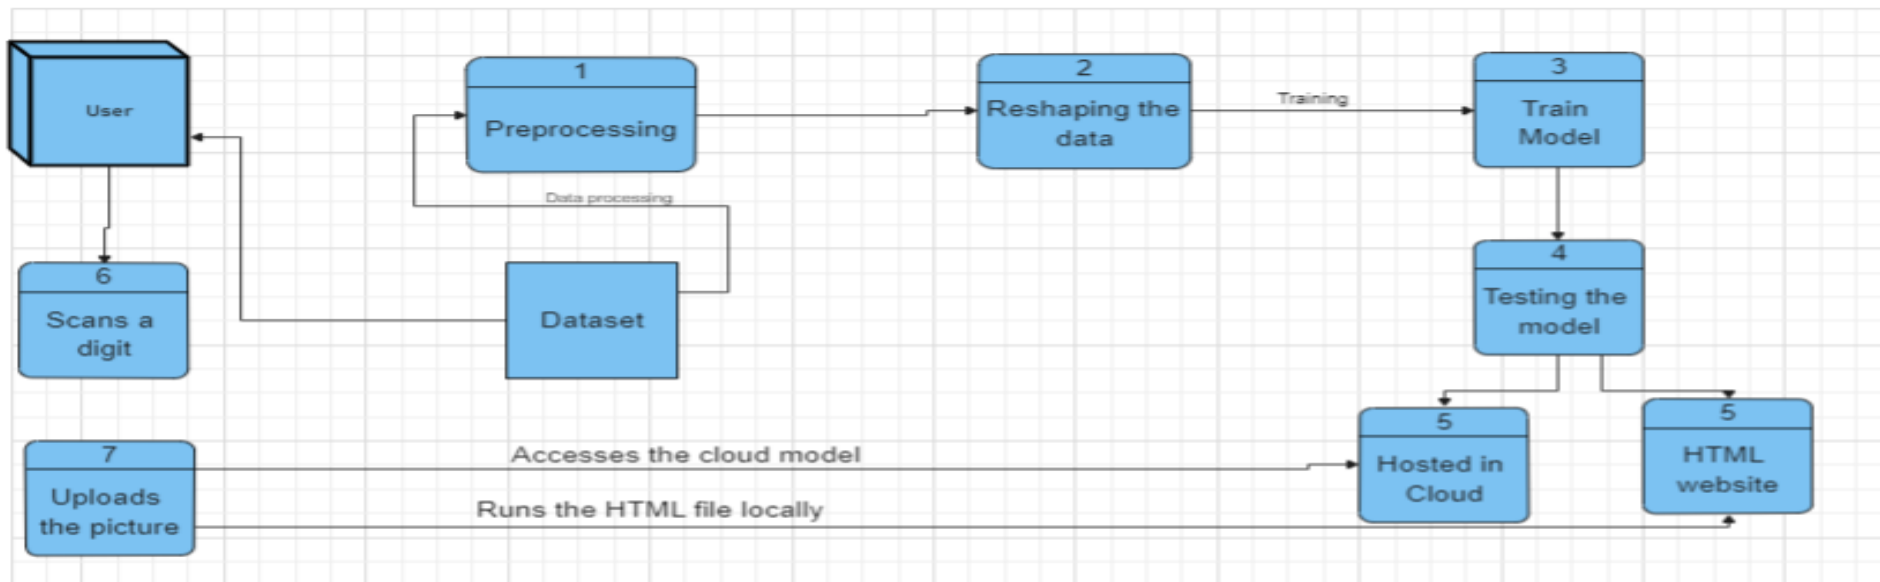 User
1
Preprocessing
2
Reshaping the
data
Training
3
Train
Model
Data processing
Dataset
4
Testing the
model
6
Scans a
digit
5
Hosted in
Cloud
5
HTML
website
7
Uploads
the picture
Accesses the cloud model
Runs the HTML file locally